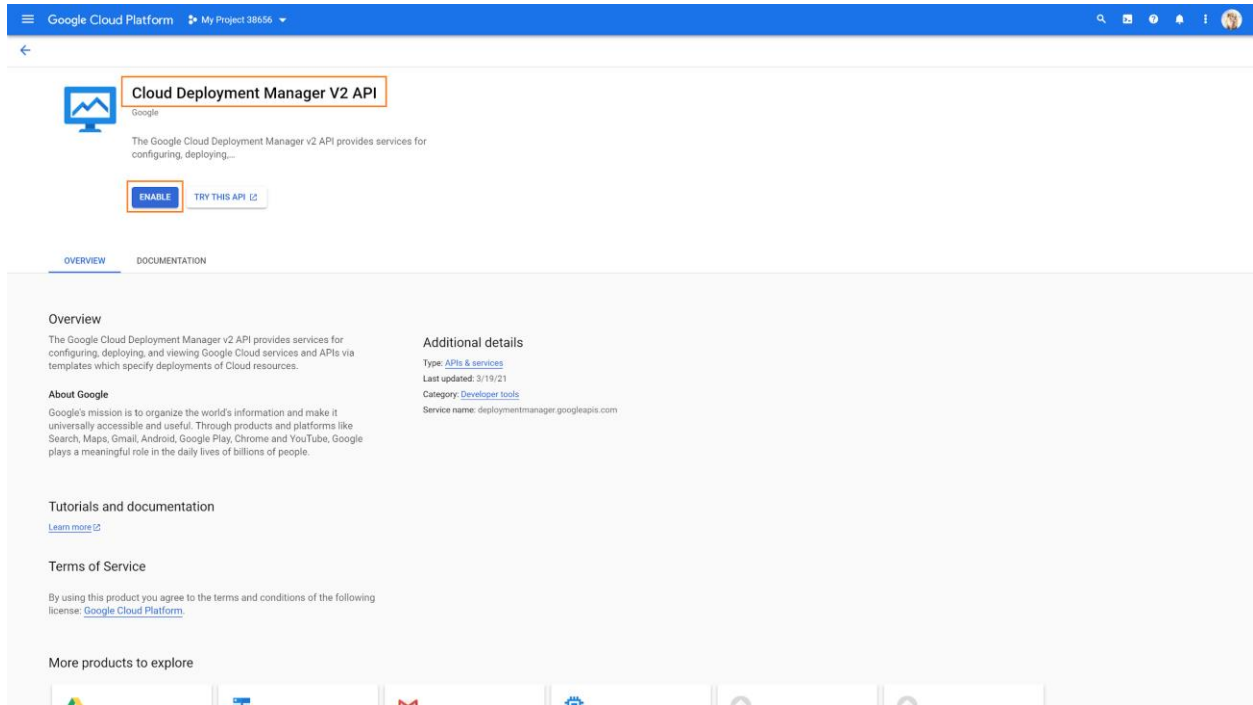 Google Cloud Platform My Project 38656
Cloud Deployment Manager V2 API
Google
The Google Cloud Deployment Manager v2 API provides services for
configuring, deploying,...
ENABLE TRY THIS API
OVERVIEW DOCUMENTATION
Overview
The Google Cloud Deployment Manager v2 API provides services for
configuring, deploying, and viewing Google Cloud services and APIs via
templates which specify deployments of Cloud resources.
About Google
Google's mission is to organize the world's information and make it
universally accessible and useful. Through products and platforms like
Search, Maps, Gmail, Android, Google Play, Chrome and YouTube, Google
plays a meaningful role in the daily lives of billions of people.
Additional details
Type: APIs & services
Last updated: 3/19/21
Category: Developer tools
Service name: deploymentmanager.googleapis.com
Tutorials and documentation
Learn more
Terms of Service
By using this product you agree to the terms and conditions of the following
license: Google Cloud Platform.
More products to explore